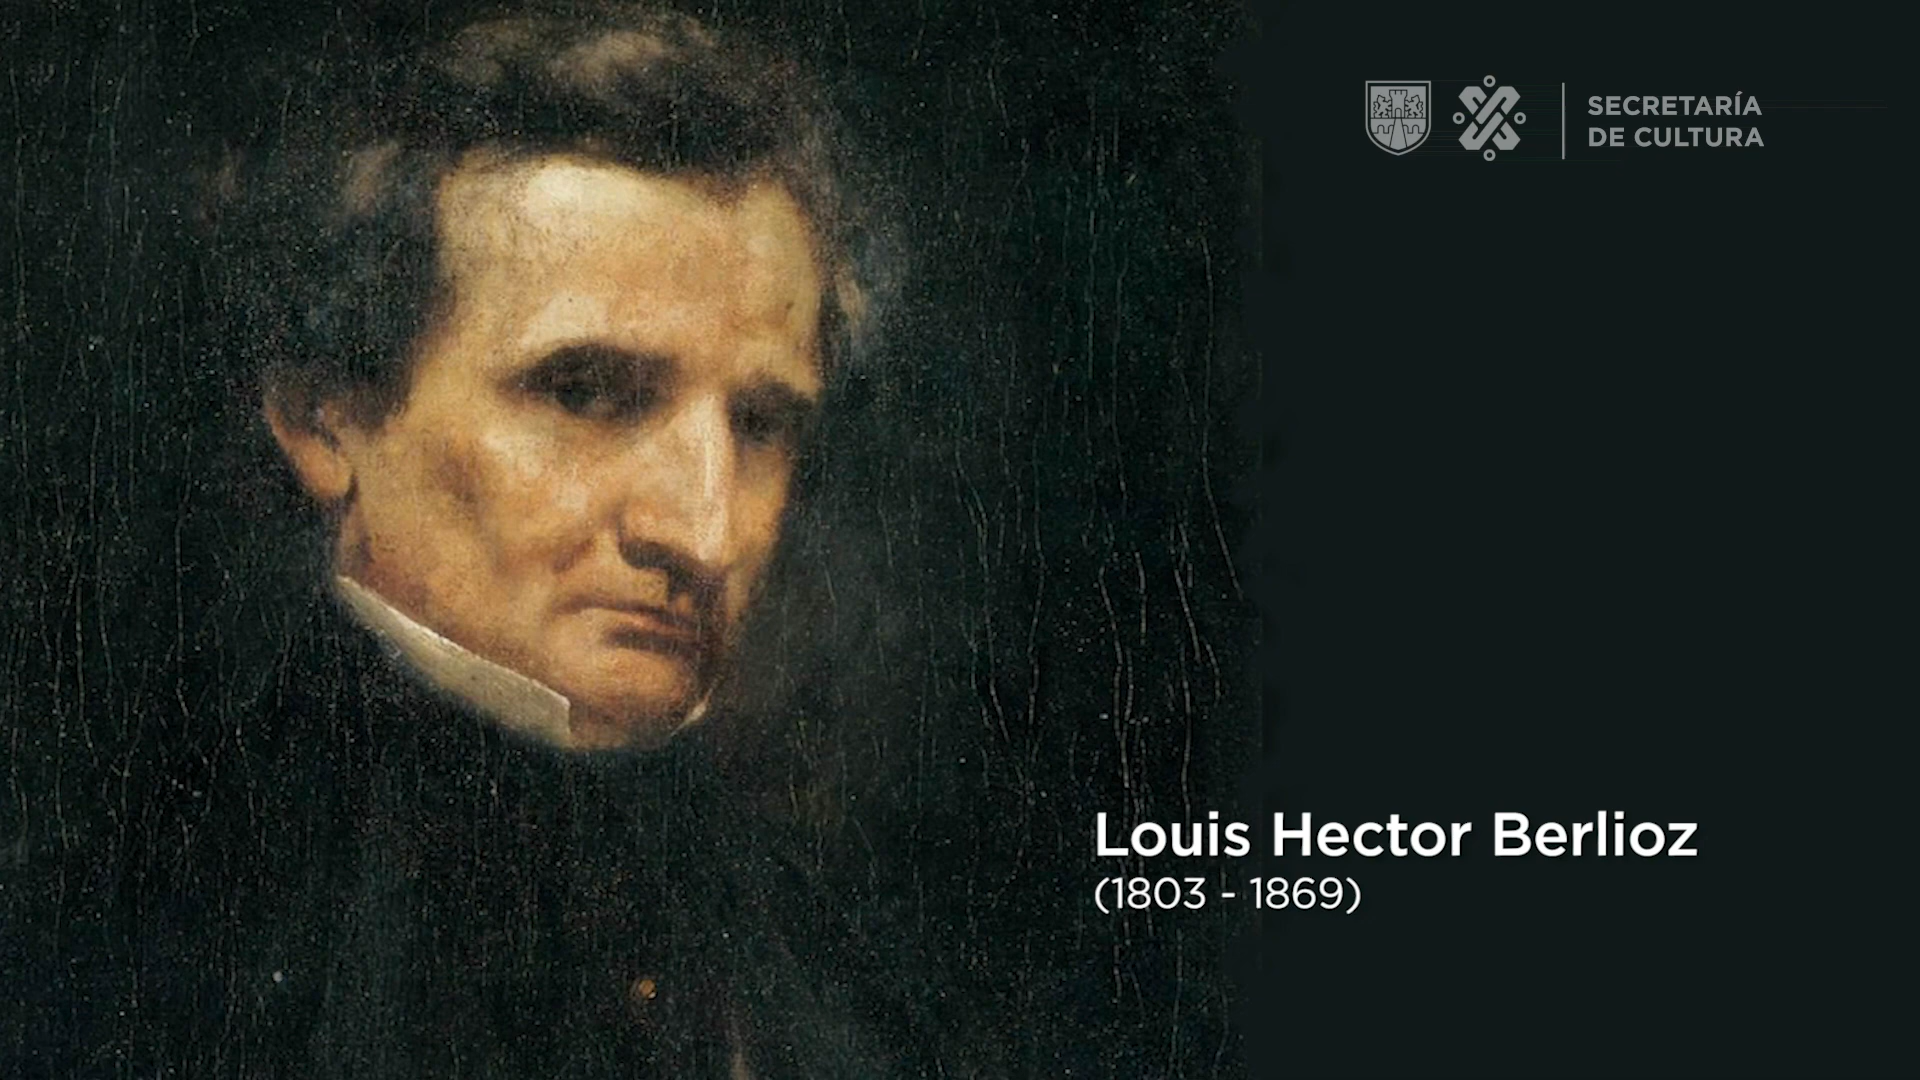 SECRETARÍA
DE CULTURA
Louis Hector Berlioz
(1803 - 1869)